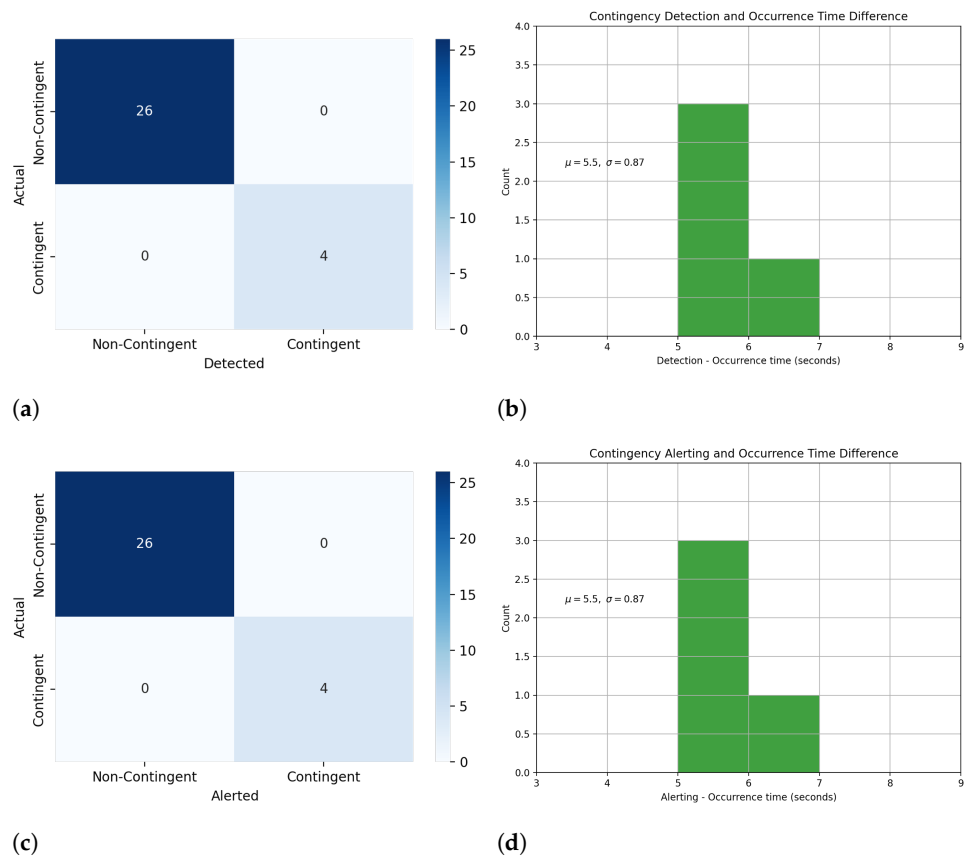 Actual
Non-Contingent
Contingent
26
0
0
4
Non-Contingent
Contingent
Detected
25
20
15
10
5
0
(a)
Contingency Detection and Occurrence Time Difference
Count
4.0
3.5
3.0
2.5
2.0
1.5
1.0
0.5
0.0
μ = 5.5, σ = 0.87
3 4 5 6 7 8 9
Detection - Occurrence time (seconds)
(b)
Actual
Non-Contingent
Contingent
26
0
0
4
Non-Contingent
Contingent
Alerted
25
20
15
10
5
0
(c)
Contingency Alerting and Occurrence Time Difference
Count
4.0
3.5
3.0
2.5
2.0
1.5
1.0
0.5
0.0
μ = 5.5, σ = 0.87
3 4 5 6 7 8 9
Alerting - Occurrence time (seconds)
(d)